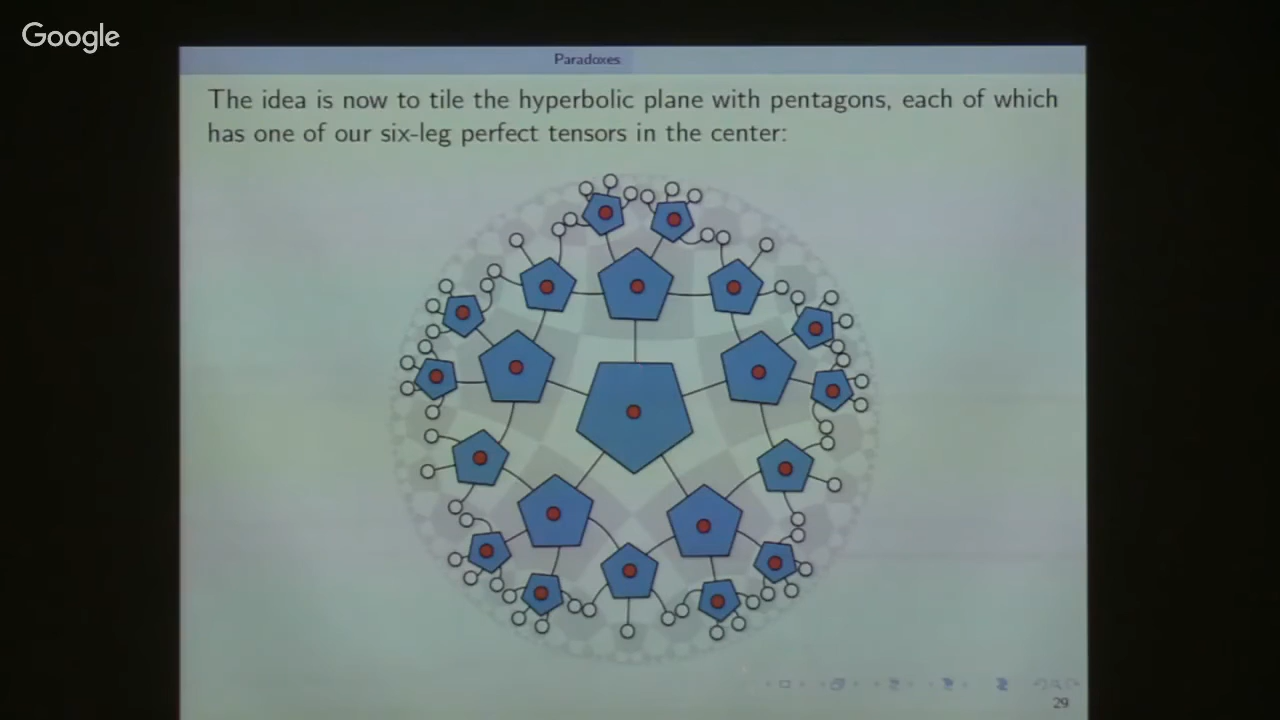 Google
Paradoxes
The idea is now to tile the hyperbolic plane with pentagons, each of which
has one of our six-leg perfect tensors in the center:
29